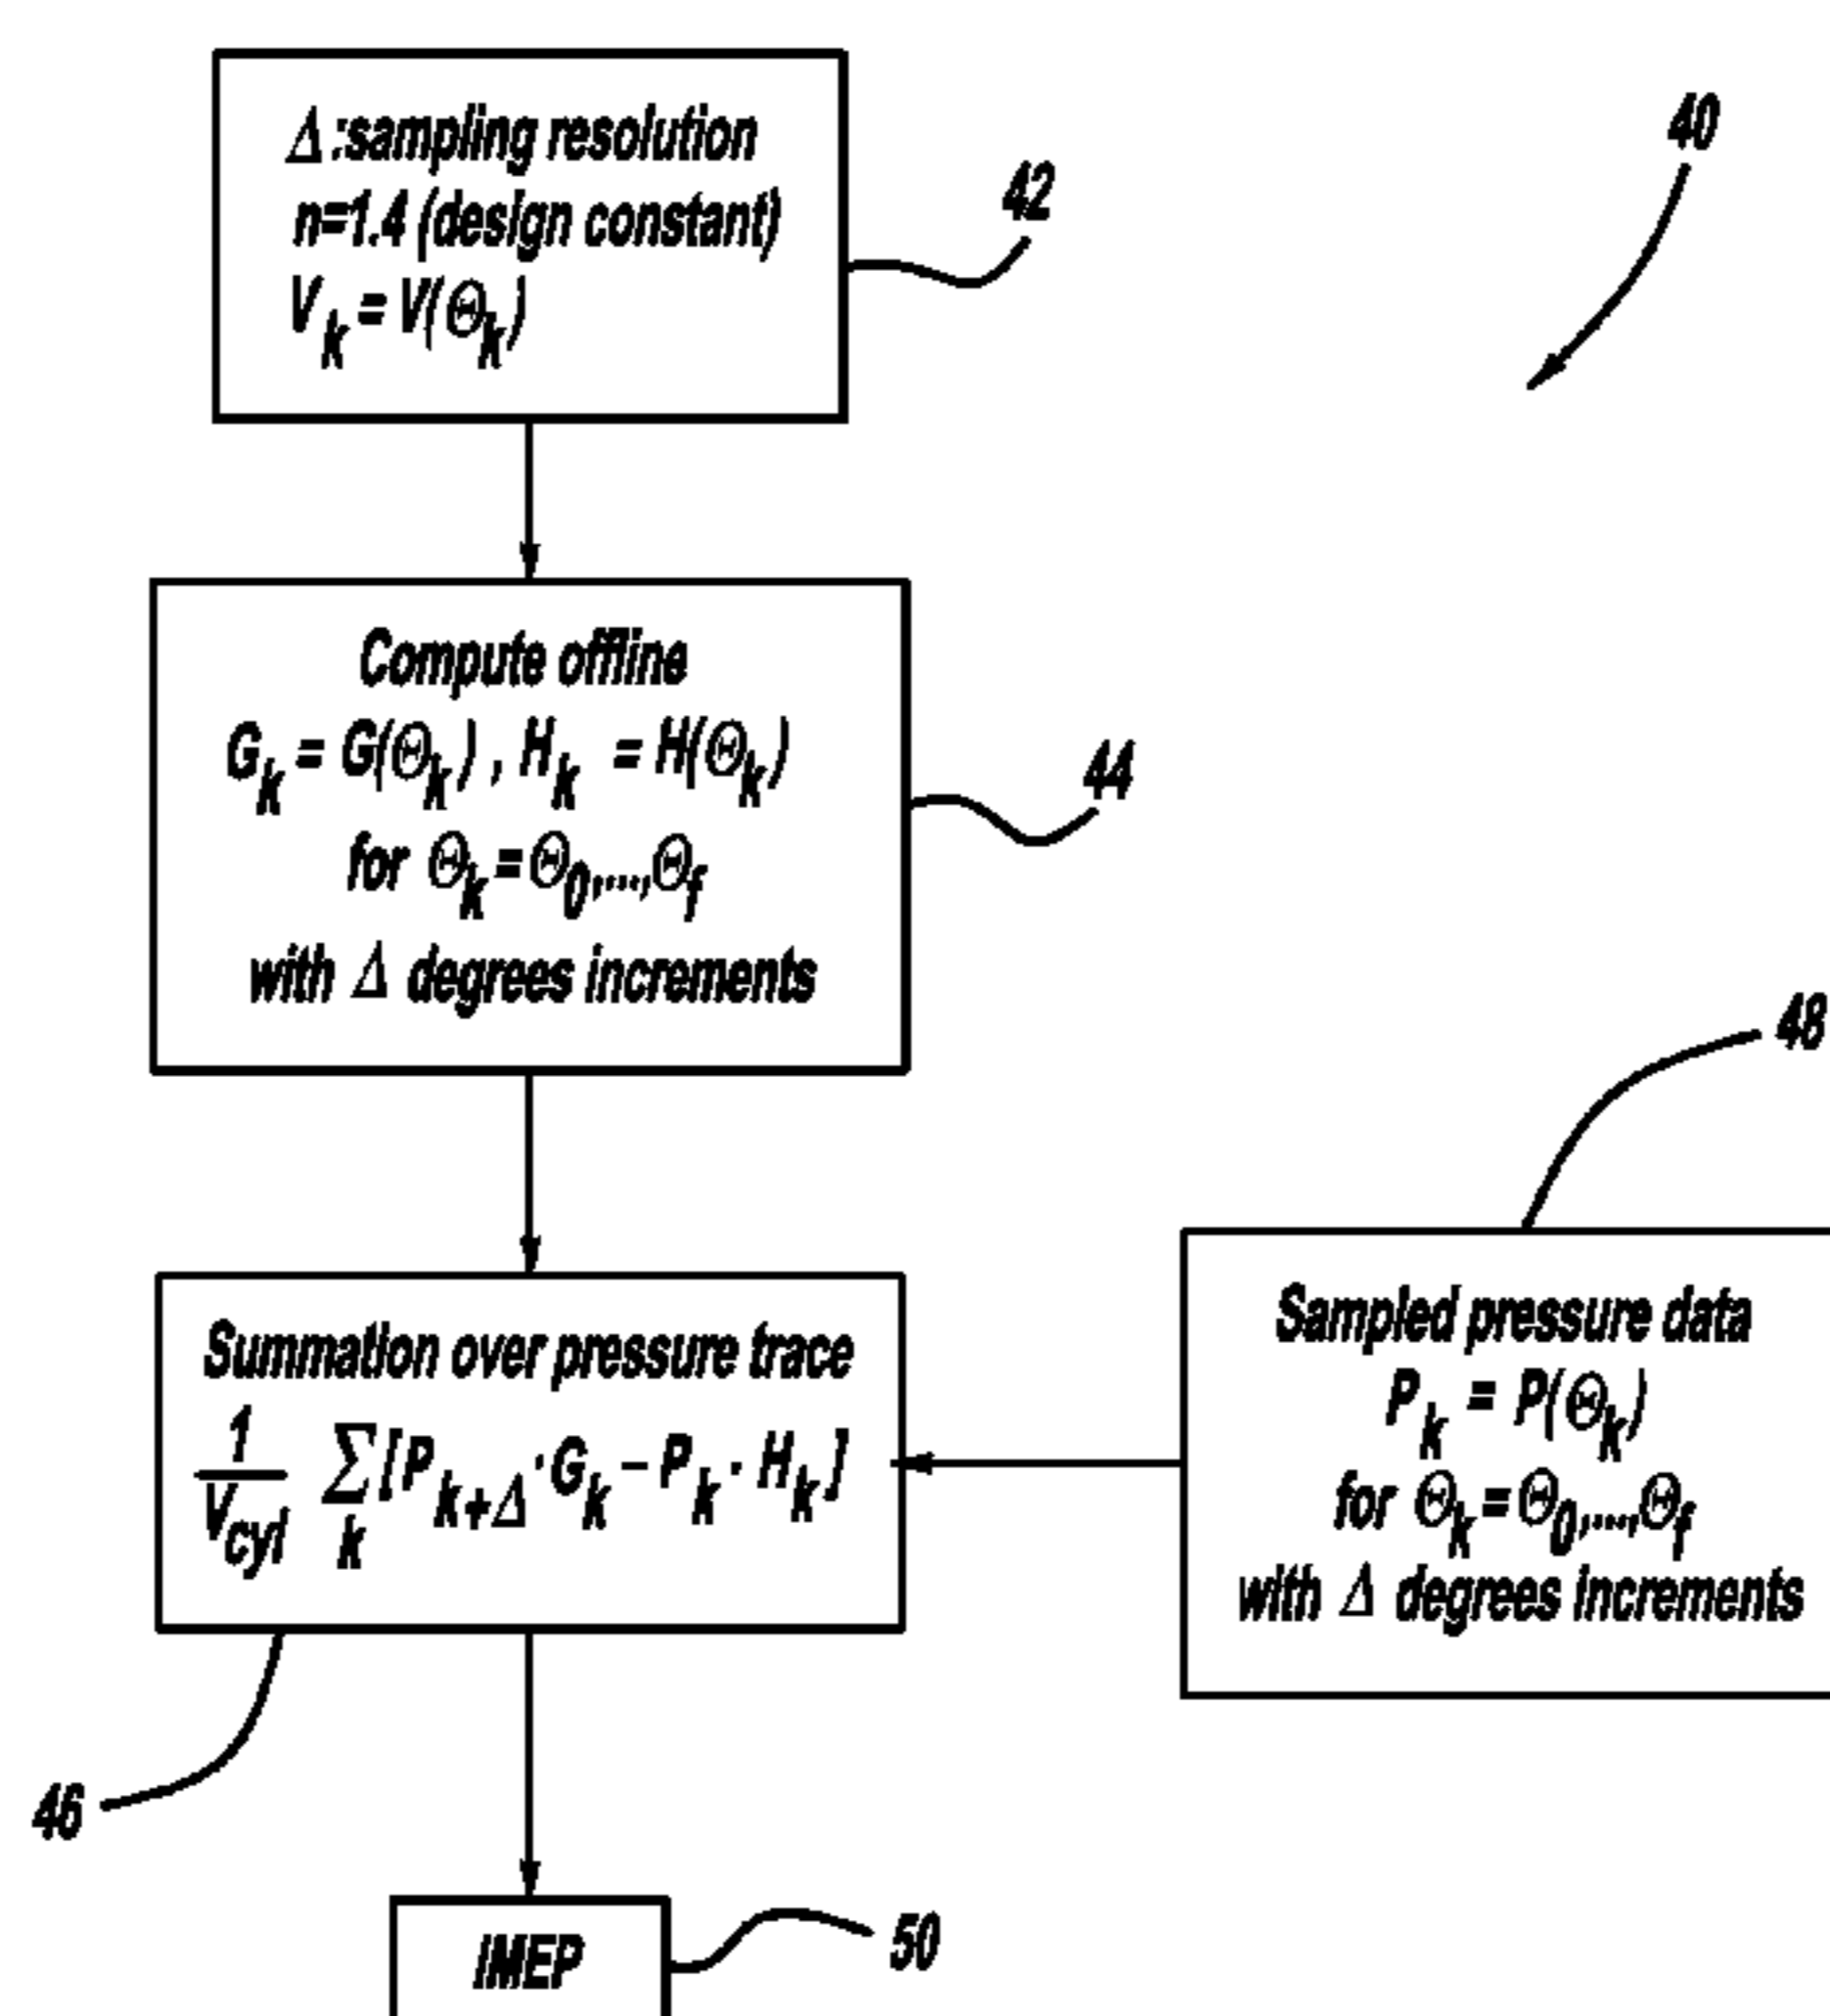 40
Δ:sampling resolution
n=1.4 (design constant)
V_k = V(Θ_k)
42
Compute offline
G_k = G(Θ_k), H_k = H(Θ_k)
for Θ_k = Θ_0,...,Θ_f
with Δ degrees increments
44
48
Summation over pressure trace
1/V_cyl Σ_k [P_k+Δ · G_k – P_k · H_k]
46
Sampled pressure data
P_k = P(Θ_k)
for Θ_k = Θ_0,...,Θ_f
with Δ degrees increments
IMEP
50